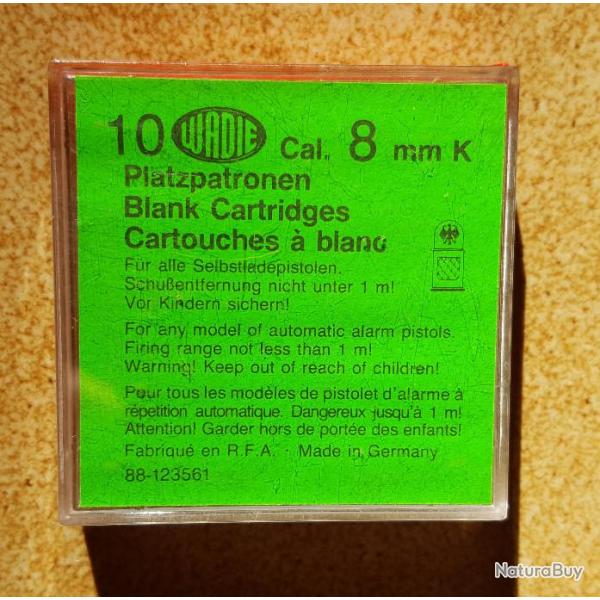 10 WADIE Cal. 8 mm K
Platzpatronen
Blank Cartridges
Cartouches à blanc
Für alle Selbstladepistolen.
Schußentfernung nicht unter 1 m!
Vor Kindern sichern!
For any model of automatic alarm pistols.
Firing range not less than 1 m!
Warning! Keep out of reach of children!
Pour tous les modèles de pistolet d'alarme à
répétition automatique. Dangereux jusqu'à 1 m!
Attention! Garder hors de portée des enfants!
Fabriqué en R.F.A. · Made in Germany
88-123561
NaturaBuy